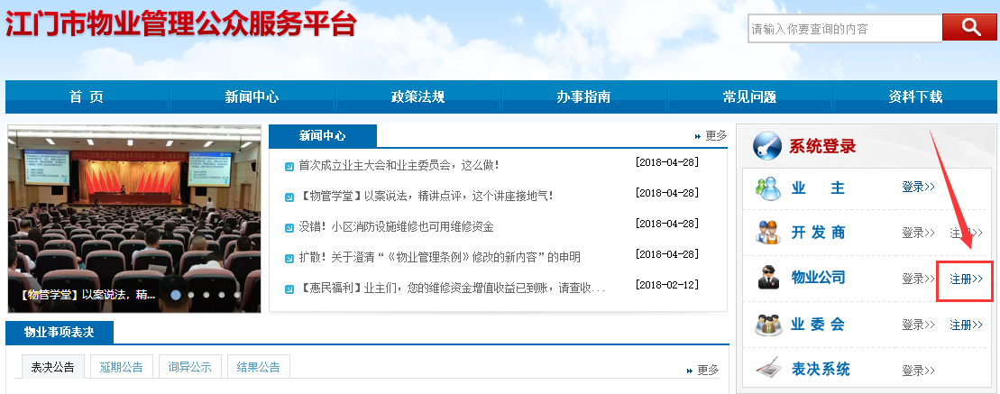 江门市物业管理公众服务平台
请输入你要查询的内容
首 页 新闻中心 政策法规 办事指南 常见问题 资料下载
【物管学堂】以案说法，精...
新闻中心 更多
首次成立业主大会和业主委员会，这么做! [2018-04-28]
【物管学堂】以案说法，精讲点评，这个讲座接地气! [2018-04-28]
没错！小区消防设施维修也可用维修资金 [2018-04-28]
扩散！关于澄清“《物业管理条例》修改的新内容”的申明 [2018-04-28]
【惠民福利】业主们，您的维修资金增值收益已到账，请查收... [2018-02-12]
系统登录
业 主 登录>>
开 发 商 登录>> 注册>>
物业公司 登录>> 注册>>
业 委 会 登录>> 注册>>
表决系统 登录>>
物业事项表决
表决公告 延期公告 询异公示 结果公告 更多